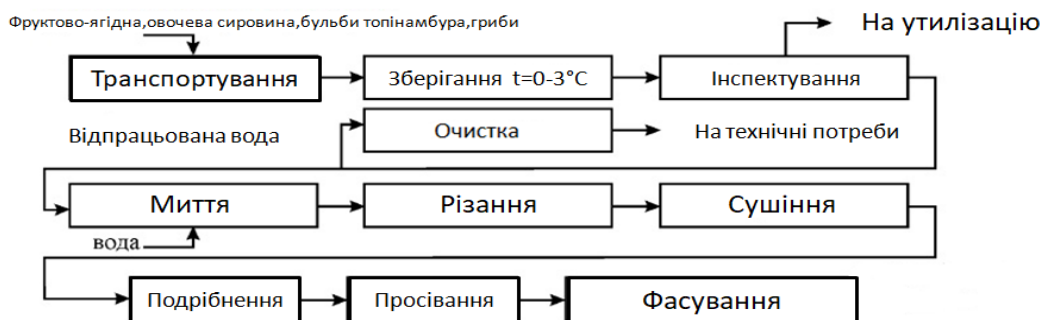 Фруктово-ягідна,овочева сировина,бульби топінамбура,гриби
На утилізацію
Транспортування
Зберігання t=0-3°C
Інспектування
Відпрацьована вода
Очистка
На технічні потреби
Миття
Різання
Сушіння
вода
Подрібнення
Просівання
Фасування